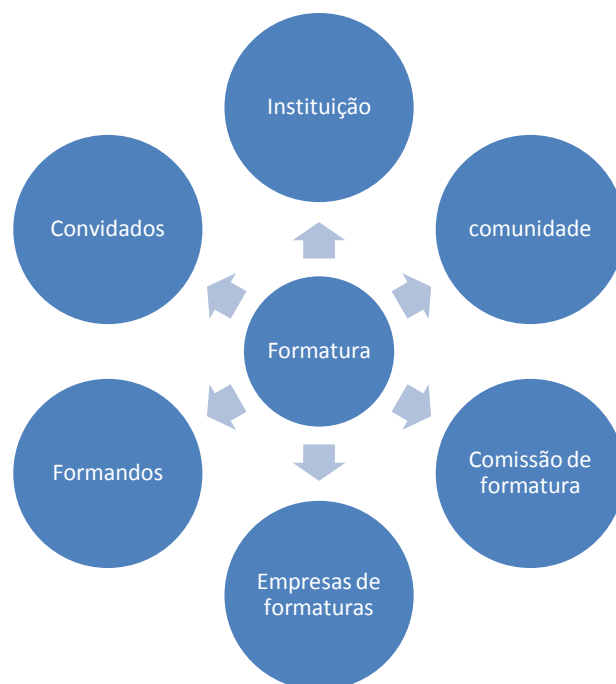 Instituição
Convidados
comunidade
Formatura
Formandos
Comissão de
formatura
Empresas de
formaturas